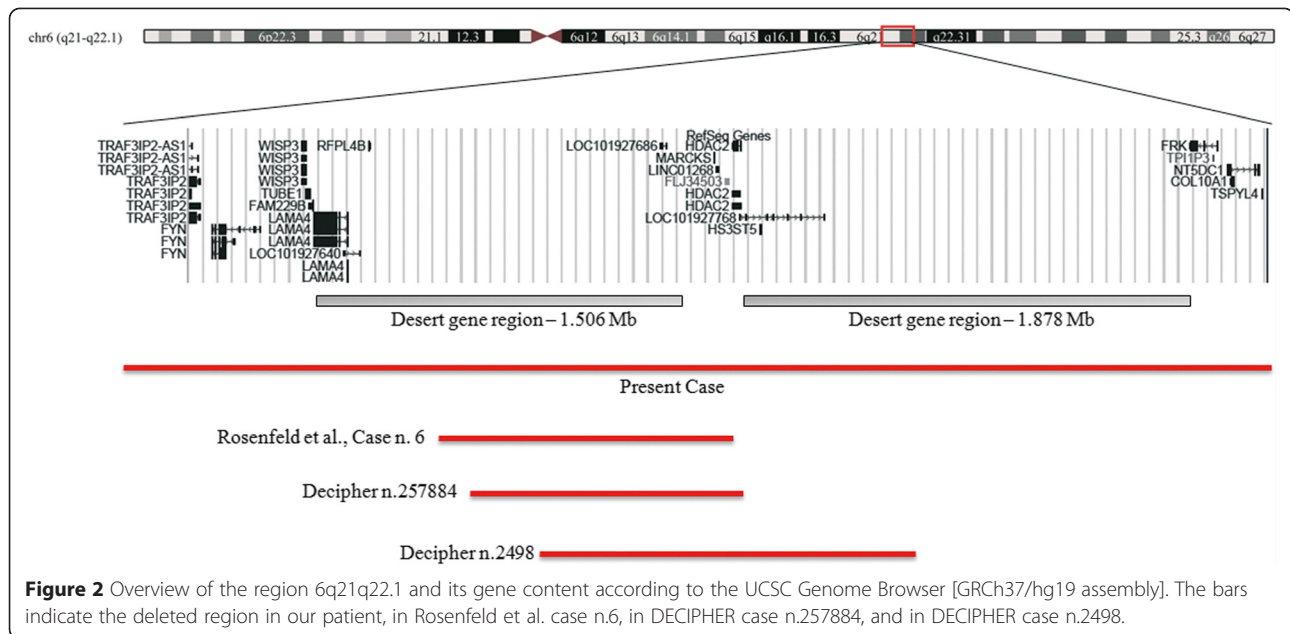 chr6 (q21-q22.1) 6p22.3 21.1 12.3 6q12 6q13 6q14.1 6q15 q16.1 16.3 6q21 q22.31 25.3 q26 6q27
RefSeq Genes
TRAF3IP2-AS1 WISP3 RFPL4B LOC101927686 HDAC2 FRK
TRAF3IP2-AS1 WISP3 MARCKS TPI1P3
TRAF3IP2-AS1 WISP3 LINC01268 NT5DC1
TRAF3IP2 WISP3 FLJ34503 COL10A1
TRAF3IP2 TUBE1 HDAC2 TSPYL4
TRAF3IP2 FAM229B HDAC2
TRAF3IP2 LAMA4 LOC101927768
FYN LAMA4 HS3ST5
FYN LAMA4
FYN LOC101927640
LAMA4
LAMA4
Desert gene region – 1.506 Mb Desert gene region – 1.878 Mb
Present Case
Rosenfeld et al., Case n. 6
Decipher n.257884
Decipher n.2498
Figure 2 Overview of the region 6q21q22.1 and its gene content according to the UCSC Genome Browser [GRCh37/hg19 assembly]. The bars
indicate the deleted region in our patient, in Rosenfeld et al. case n.6, in DECIPHER case n.257884, and in DECIPHER case n.2498.